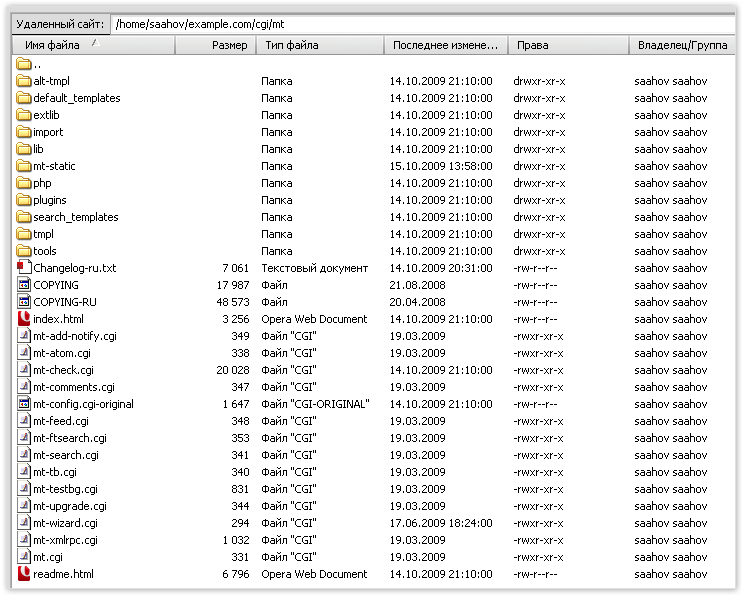 Удаленный сайт: /home/saahov/example.com/cgi/mt
Имя файла Размер Тип файла Последнее измене... Права Владелец/Группа
..
alt-tmpl Папка 14.10.2009 21:10:00 drwxr-xr-x saahov saahov
default_templates Папка 14.10.2009 21:10:00 drwxr-xr-x saahov saahov
extlib Папка 14.10.2009 21:10:00 drwxr-xr-x saahov saahov
import Папка 14.10.2009 21:10:00 drwxr-xr-x saahov saahov
lib Папка 14.10.2009 21:10:00 drwxr-xr-x saahov saahov
mt-static Папка 15.10.2009 13:58:00 drwxr-xr-x saahov saahov
php Папка 14.10.2009 21:10:00 drwxr-xr-x saahov saahov
plugins Папка 14.10.2009 21:10:00 drwxr-xr-x saahov saahov
search_templates Папка 14.10.2009 21:10:00 drwxr-xr-x saahov saahov
tmpl Папка 14.10.2009 21:10:00 drwxr-xr-x saahov saahov
tools Папка 14.10.2009 21:10:00 drwxr-xr-x saahov saahov
Changelog-ru.txt 7 061 Текстовый документ 14.10.2009 20:31:00 -rw-r--r-- saahov saahov
COPYING 17 987 Файл 21.08.2008 -rw-r--r-- saahov saahov
COPYING-RU 48 573 Файл 20.04.2008 -rw-r--r-- saahov saahov
index.html 3 256 Opera Web Document 14.10.2009 21:10:00 -rw-r--r-- saahov saahov
mt-add-notify.cgi 349 Файл "CGI" 19.03.2009 -rwxr-xr-x saahov saahov
mt-atom.cgi 338 Файл "CGI" 19.03.2009 -rwxr-xr-x saahov saahov
mt-check.cgi 20 028 Файл "CGI" 14.10.2009 21:10:00 -rwxr-xr-x saahov saahov
mt-comments.cgi 347 Файл "CGI" 19.03.2009 -rwxr-xr-x saahov saahov
mt-config.cgi-original 1 647 Файл "CGI-ORIGINAL" 14.10.2009 21:10:00 -rw-r--r-- saahov saahov
mt-feed.cgi 348 Файл "CGI" 19.03.2009 -rwxr-xr-x saahov saahov
mt-ftsearch.cgi 353 Файл "CGI" 19.03.2009 -rwxr-xr-x saahov saahov
mt-search.cgi 341 Файл "CGI" 19.03.2009 -rwxr-xr-x saahov saahov
mt-tb.cgi 340 Файл "CGI" 19.03.2009 -rwxr-xr-x saahov saahov
mt-testbg.cgi 831 Файл "CGI" 19.03.2009 -rwxr-xr-x saahov saahov
mt-upgrade.cgi 344 Файл "CGI" 19.03.2009 -rwxr-xr-x saahov saahov
mt-wizard.cgi 294 Файл "CGI" 17.06.2009 18:24:00 -rwxr-xr-x saahov saahov
mt-xmlrpc.cgi 1 032 Файл "CGI" 19.03.2009 -rwxr-xr-x saahov saahov
mt.cgi 331 Файл "CGI" 19.03.2009 -rwxr-xr-x saahov saahov
readme.html 6 796 Opera Web Document 14.10.2009 21:10:00 -rw-r--r-- saahov saahov